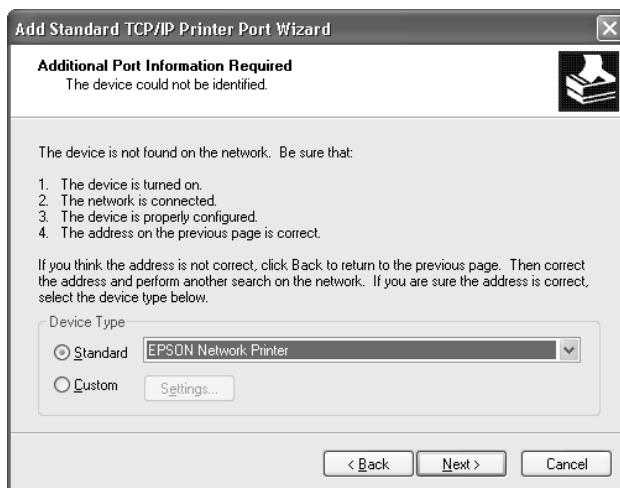 Add Standard TCP/IP Printer Port Wizard
Additional Port Information Required
The device could not be identified.
The device is not found on the network. Be sure that:
1. The device is turned on.
2. The network is connected.
3. The device is properly configured.
4. The address on the previous page is correct.
If you think the address is not correct, click Back to return to the previous page. Then correct
the address and perform another search on the network. If you are sure the address is correct,
select the device type below.
Device Type
Standard EPSON Network Printer
Custom Settings...
< Back Next > Cancel